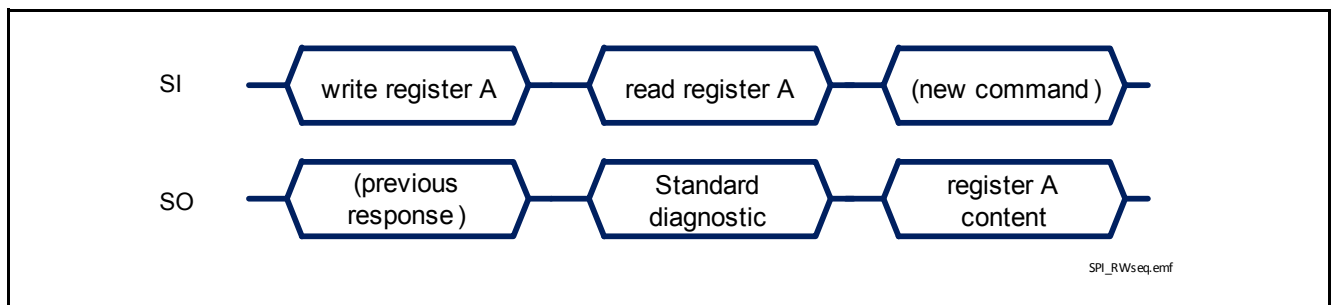 SI
write register A
read register A
(new command )
SO
(previous
response )
Standard
diagnostic
register A
content
SPI_RWseq.emf